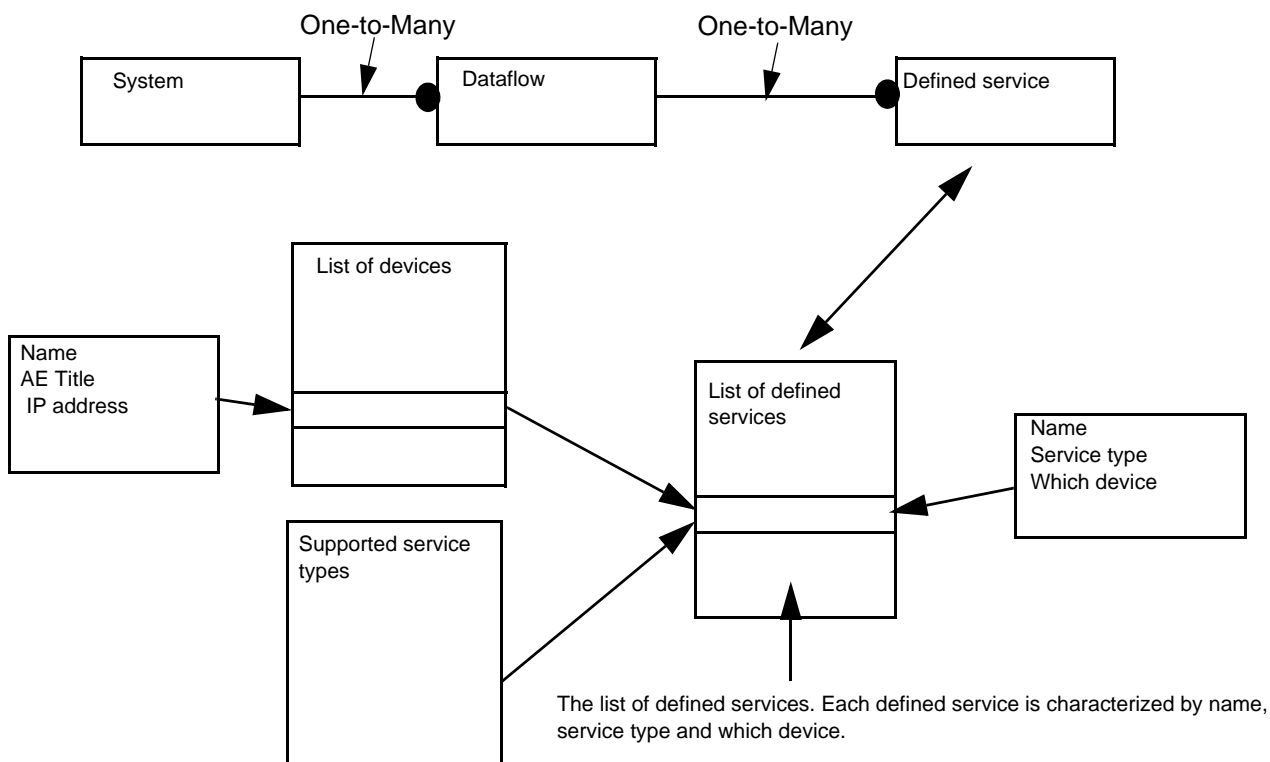 One-to-Many
One-to-Many
System
Dataflow
Defined service
List of devices
Name
AE Title
IP address
List of defined
services
Name
Service type
Which device
Supported service
types
The list of defined services. Each defined service is characterized by name,
service type and which device.